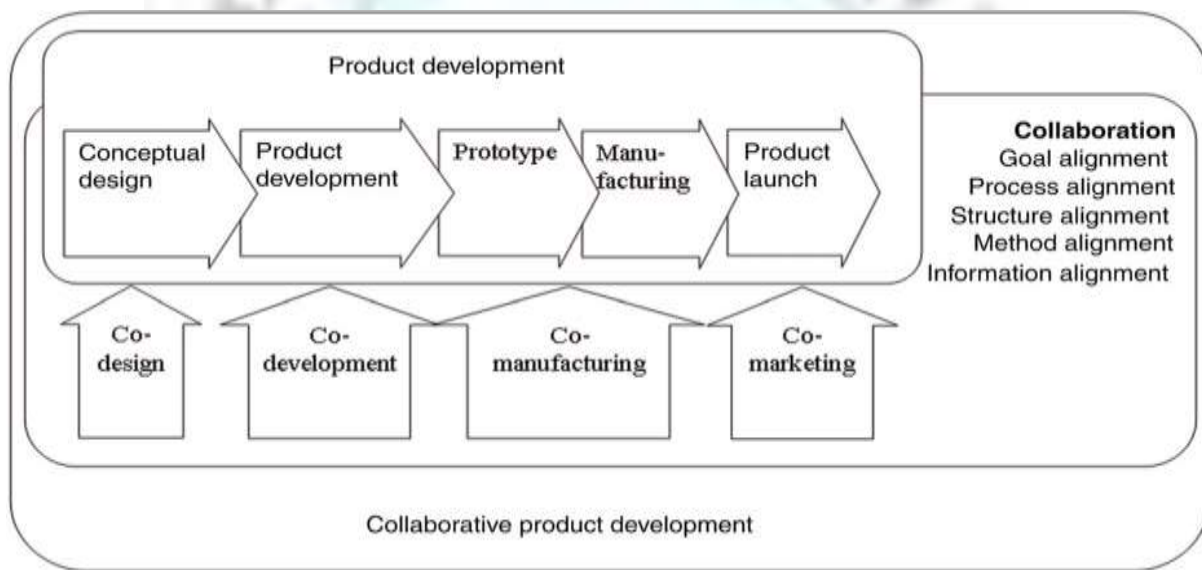 Product development
Conceptual
design
Product
development
Prototype
Manu-
facturing
Product
launch
Collaboration
Goal alignment
Process alignment
Structure alignment
Method alignment
Information alignment
Co-
design
Co-
development
Co-
manufacturing
Co-
marketing
Collaborative product development